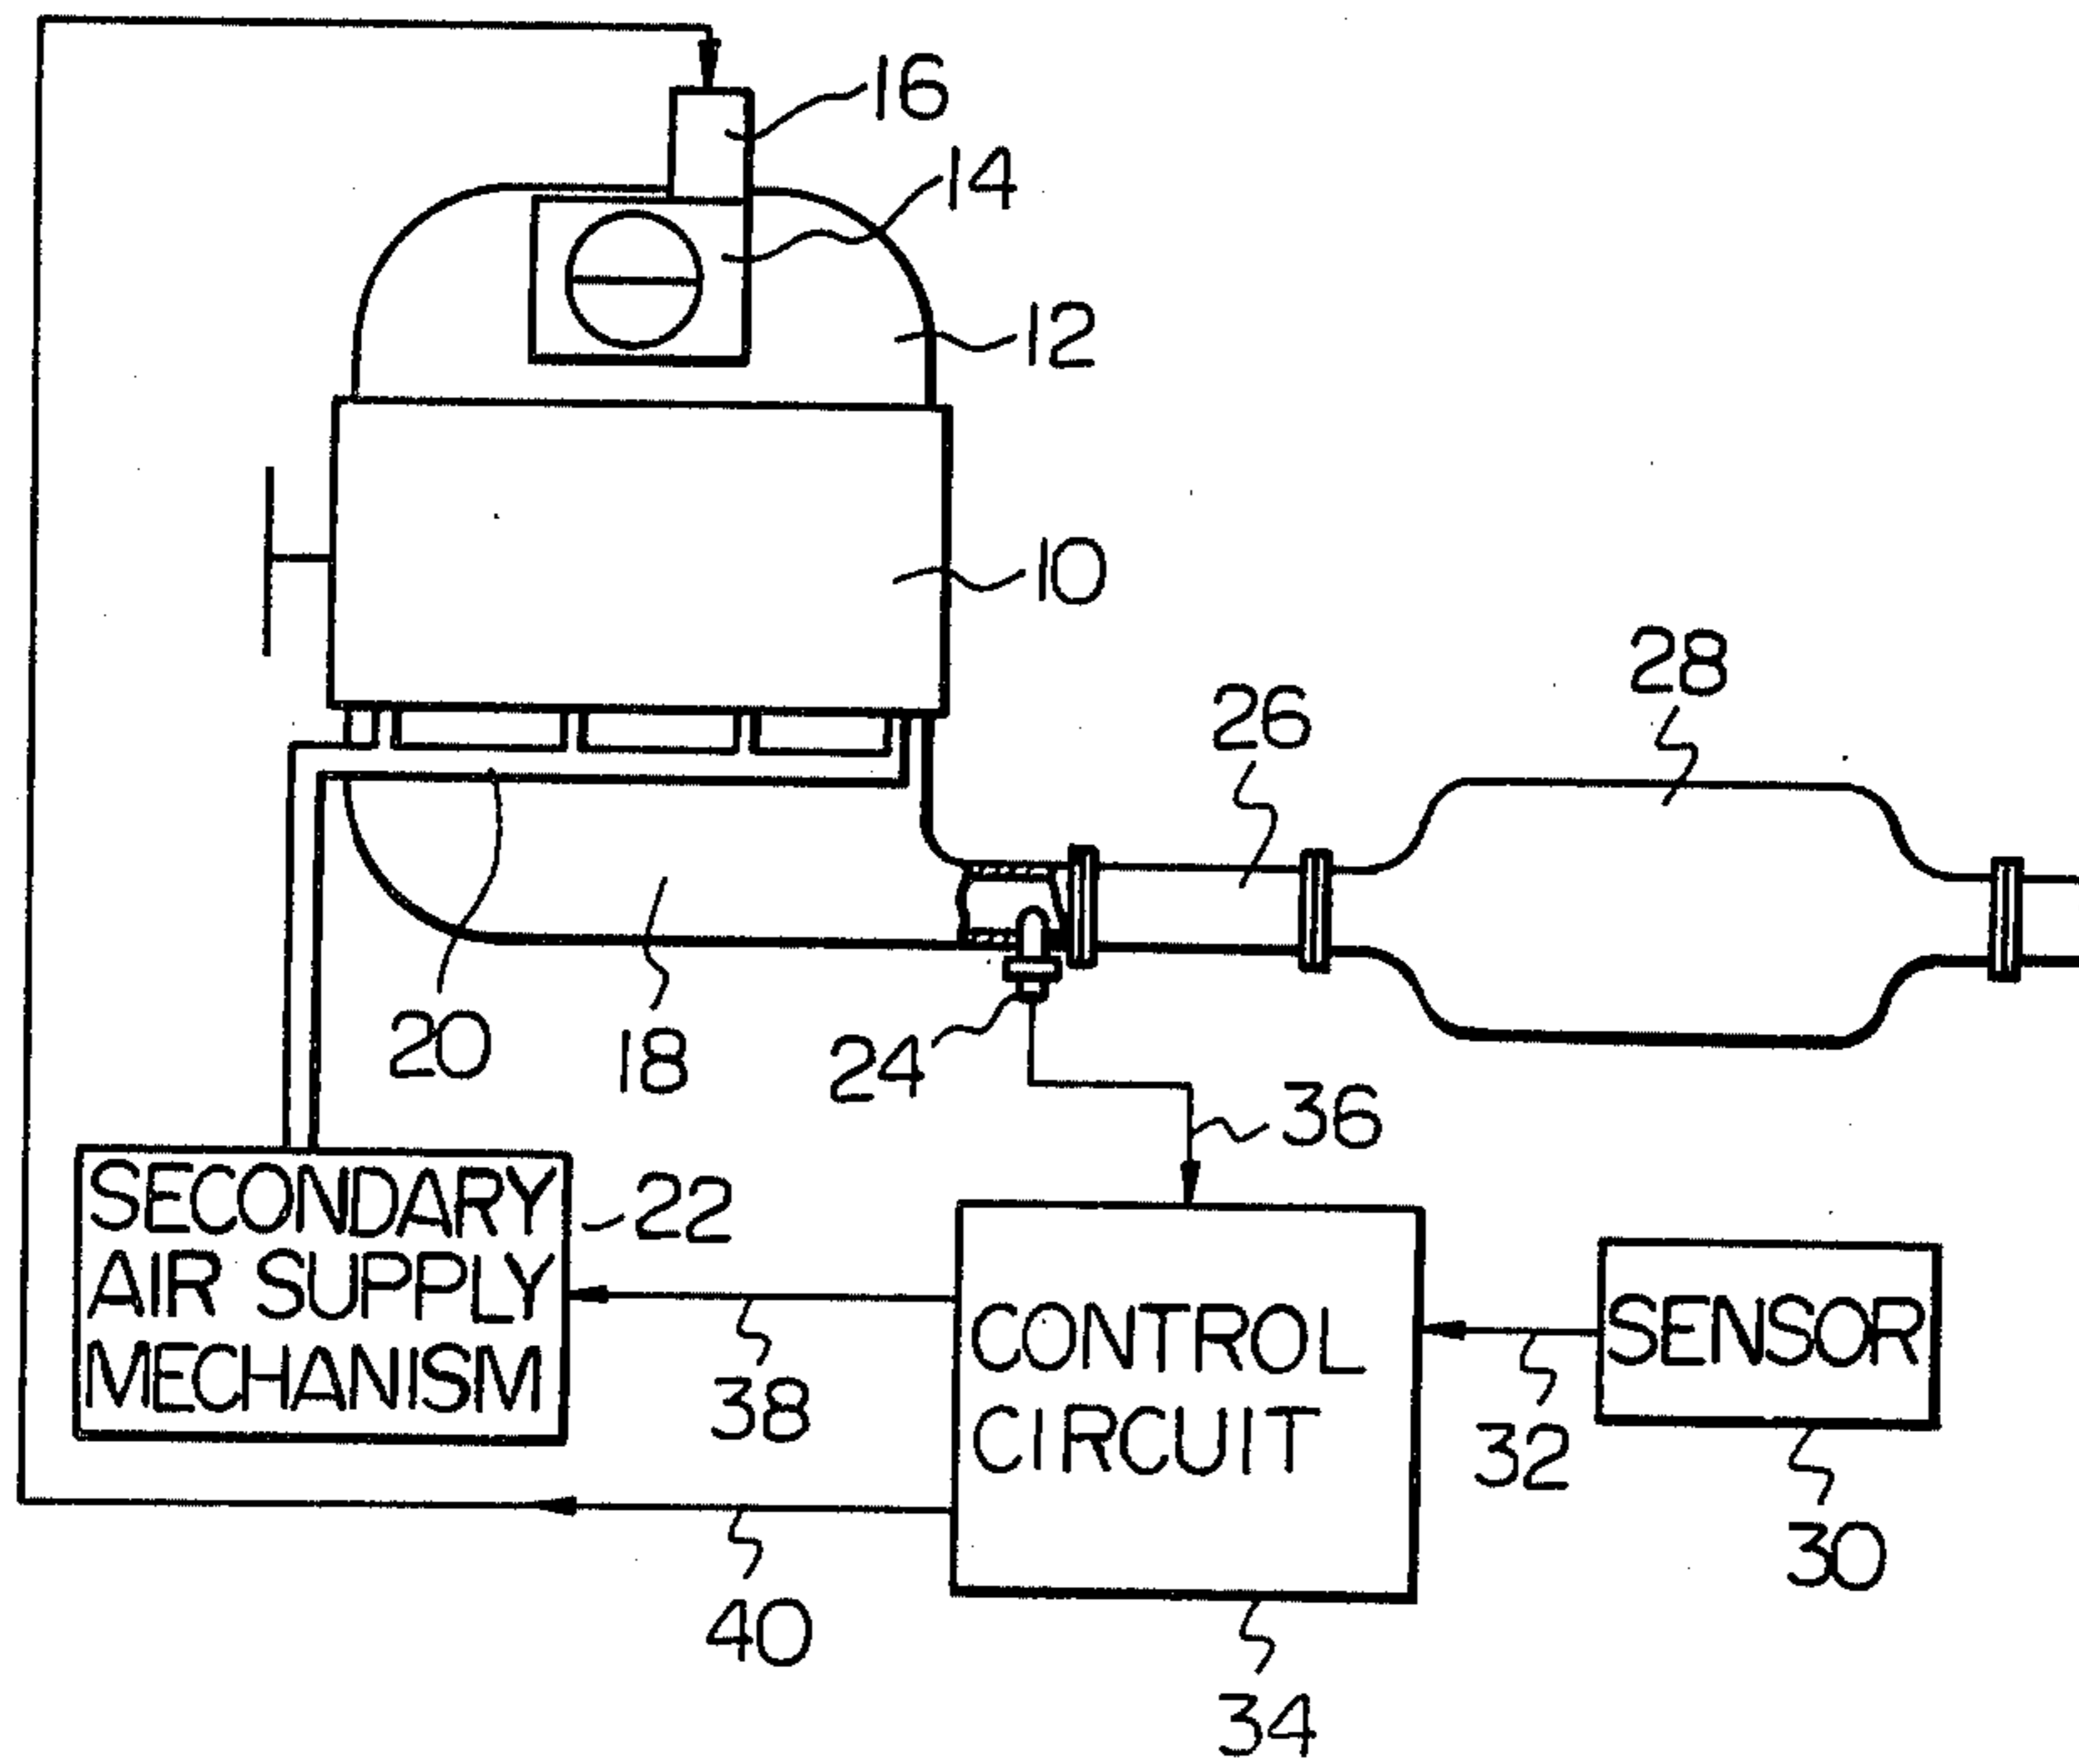 16
14
12
10
28
26
20
18
24
36
SECONDARY
AIR SUPPLY
MECHANISM
22
CONTROL
CIRCUIT
SENSOR
38
32
30
40
34